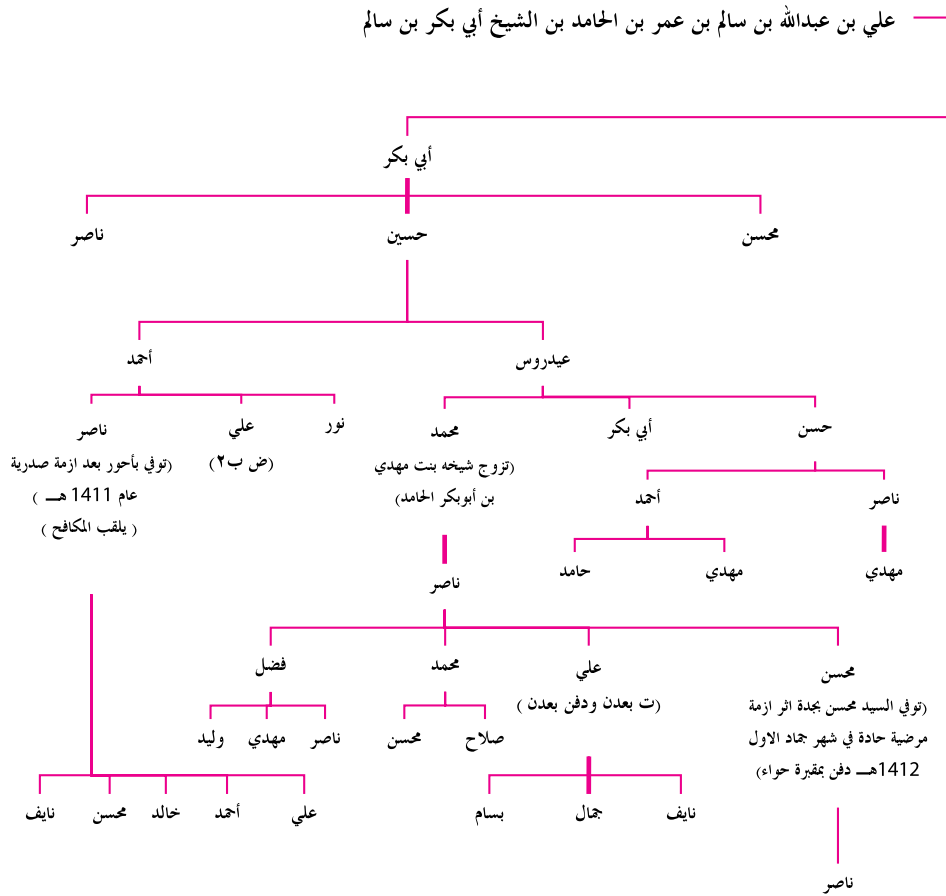 علي بن عبدالله بن سالم بن عمر بن الحامد بن الشيخ أبي بكر بن سالم
أبي بكر
محسن
حسين
ناصر
عيدروس
أحمد
حسن
أبي بكر
محمد
(تزوج شيخه بنت مهدي
بن أبوبكر الحامد)
نور
علي
(ض ب٢)
ناصر
(توفي بأحور بعد ازمة صدرية
عام 1411 هـ )
( يلقب المكافح )
ناصر
أحمد
مهدي
مهدي
حامد
ناصر
محسن
(توفي السيد محسن بجدة اثر ازمة
مرضية حادة في شهر جماد الاول
1412هـ دفن بمقبرة حواء)
علي
(ت بعدن ودفن بعدن )
محمد
فضل
صلاح
محسن
ناصر
مهدي
وليد
نايف
جمال
بسام
علي
أحمد
خالد
محسن
نايف
ناصر